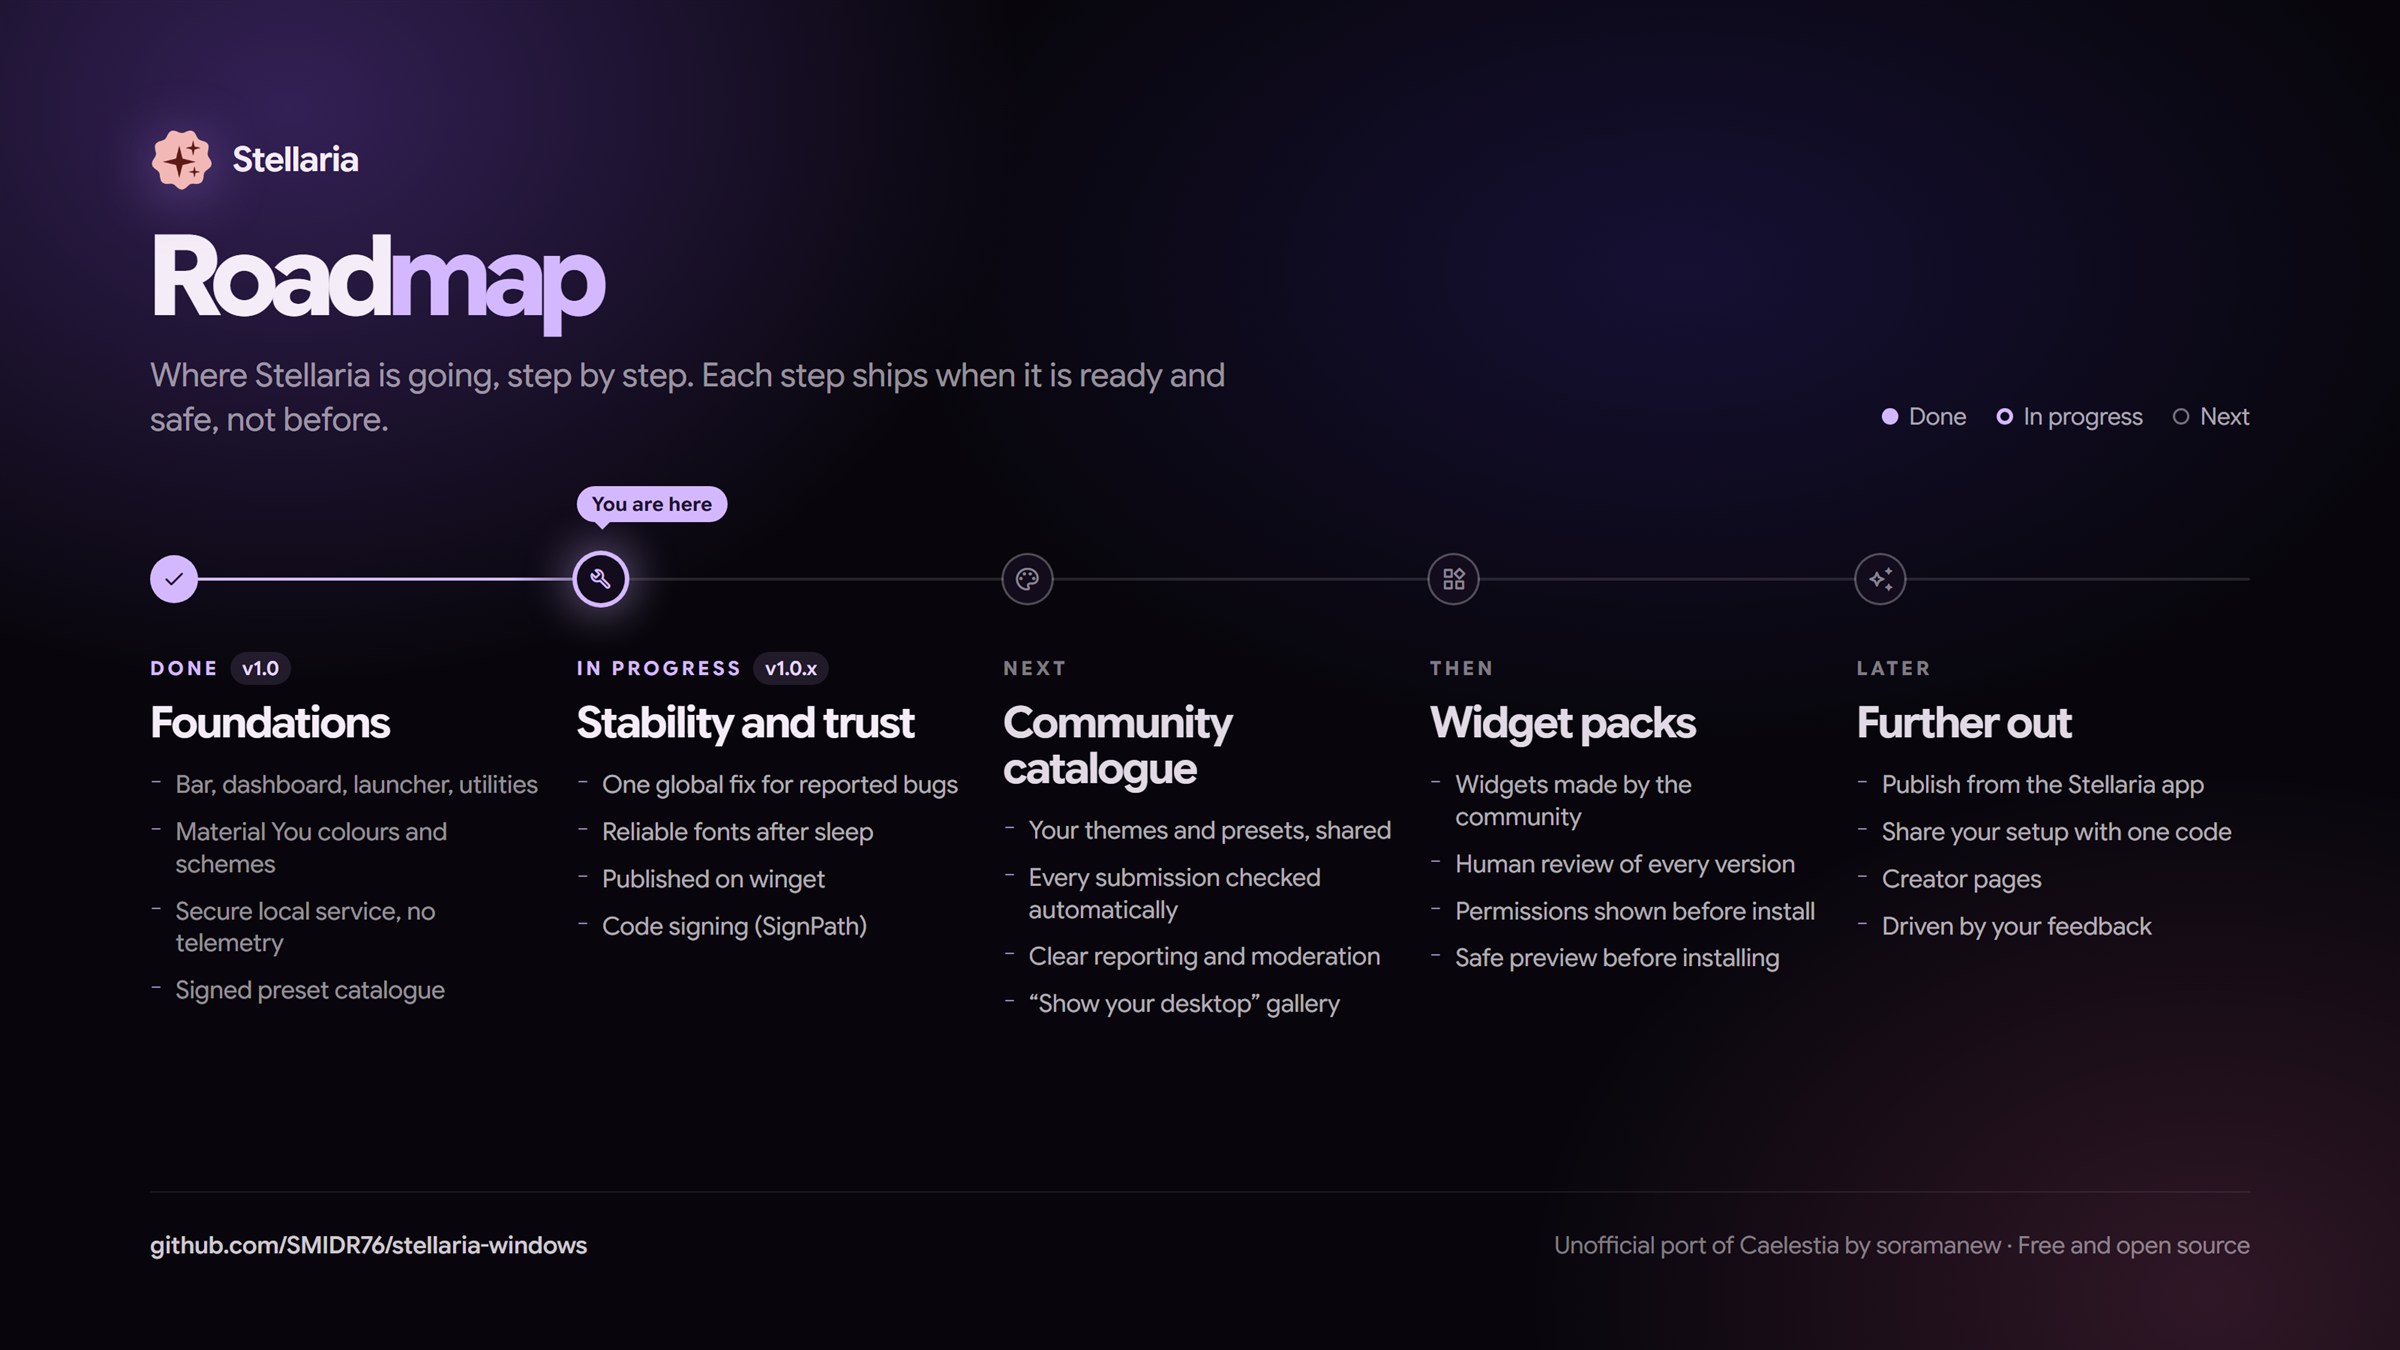 Stellaria
Roadmap
Where Stellaria is going, step by step. Each step ships when it is ready and
safe, not before.
Done
In progress
Next
You are here
DONE v1.0
Foundations
- Bar, dashboard, launcher, utilities
- Material You colours and
schemes
- Secure local service, no
telemetry
- Signed preset catalogue
IN PROGRESS v1.0.x
Stability and trust
- One global fix for reported bugs
- Reliable fonts after sleep
- Published on winget
- Code signing (SignPath)
NEXT
Community
catalogue
- Your themes and presets, shared
- Every submission checked
automatically
- Clear reporting and moderation
- “Show your desktop” gallery
THEN
Widget packs
- Widgets made by the
community
- Human review of every version
- Permissions shown before install
- Safe preview before installing
LATER
Further out
- Publish from the Stellaria app
- Share your setup with one code
- Creator pages
- Driven by your feedback
github.com/SMIDR76/stellaria-windows
Unofficial port of Caelestia by soramanew · Free and open source